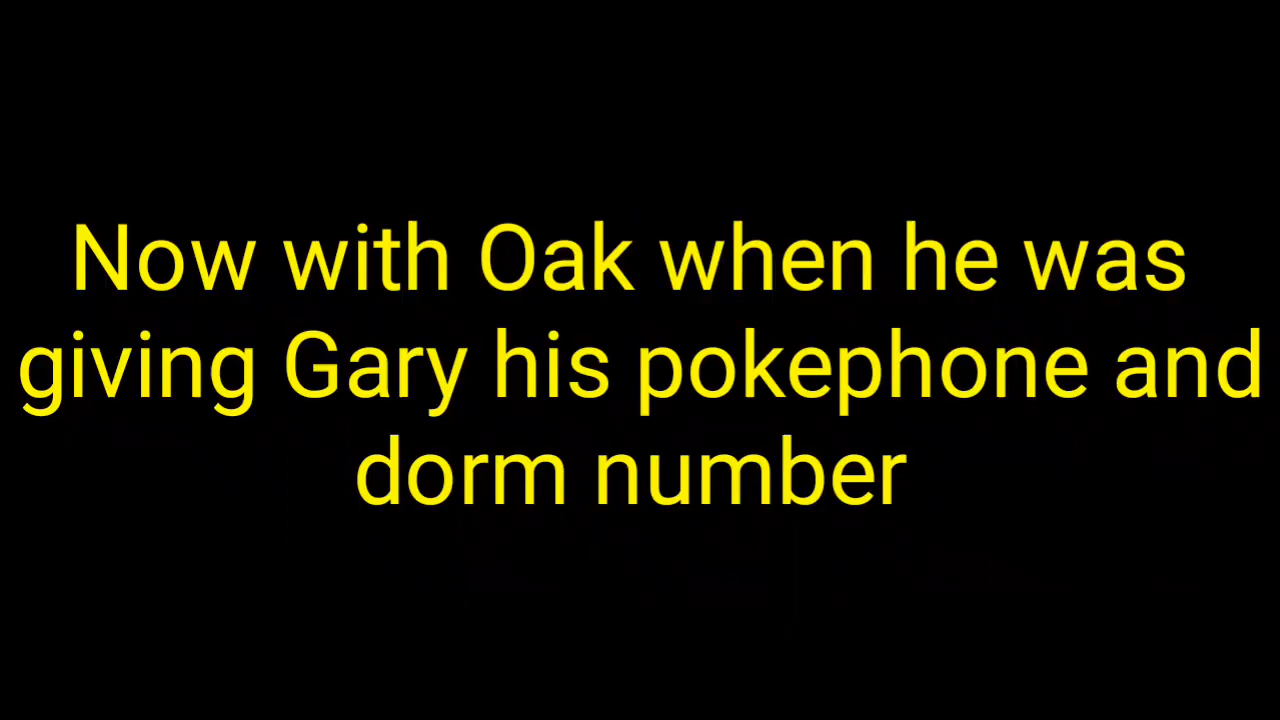 Now with Oak when he was
giving Gary his pokephone and
dorm number